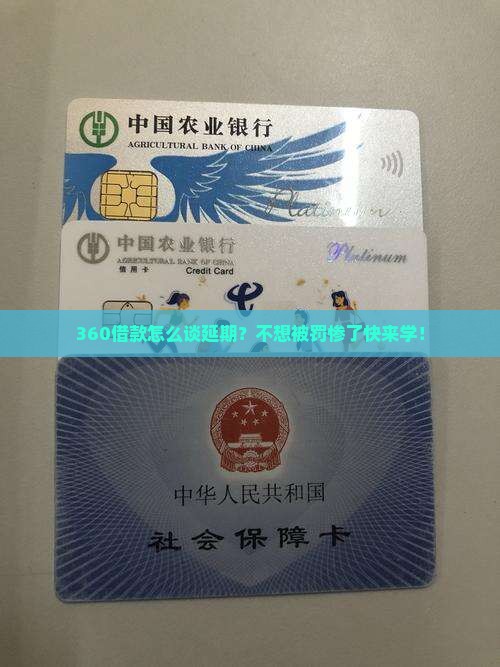 中国农业银行
AGRICULTURAL BANK OF CHINA
Platinum
中国农业银行
AGRICULTURAL BANK OF CHINA
信用卡 Credit Card
Platinum
360借款怎么谈延期？不想被罚惨了快来学！
中华人民共和国
社会保障卡